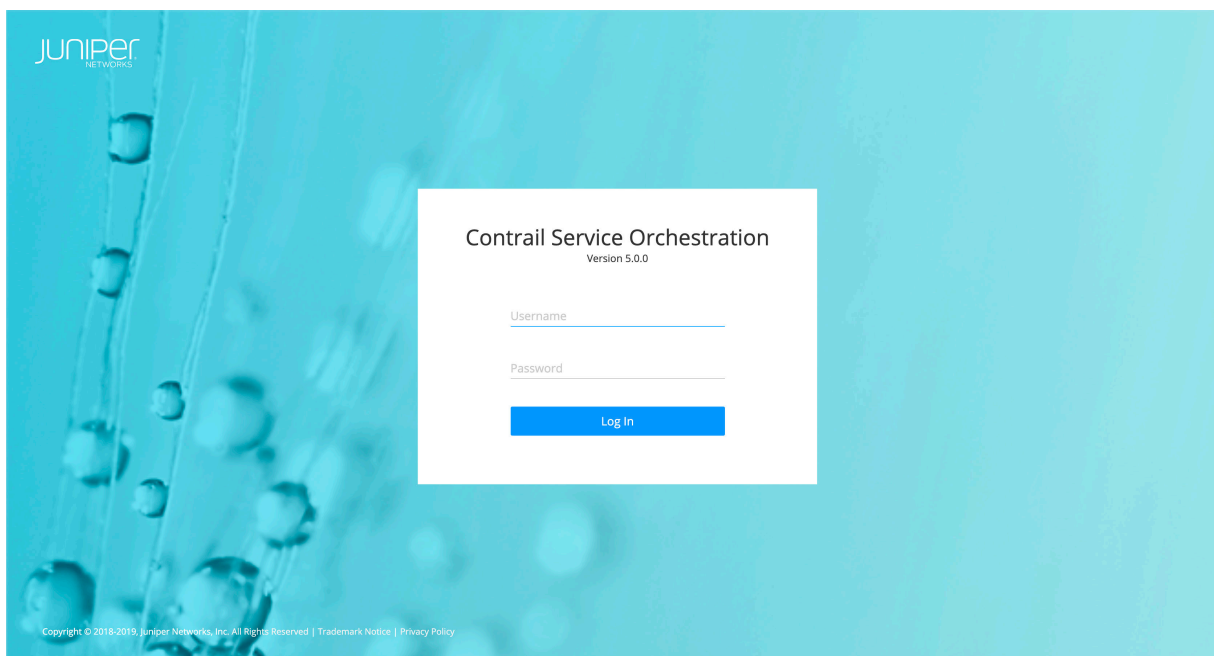 JUNIPER
NETWORKS
Contrail Service Orchestration
Version 5.0.0
Username
Password
Log In
Copyright © 2018-2019, Juniper Networks, Inc. All Rights Reserved | Trademark Notice | Privacy Policy